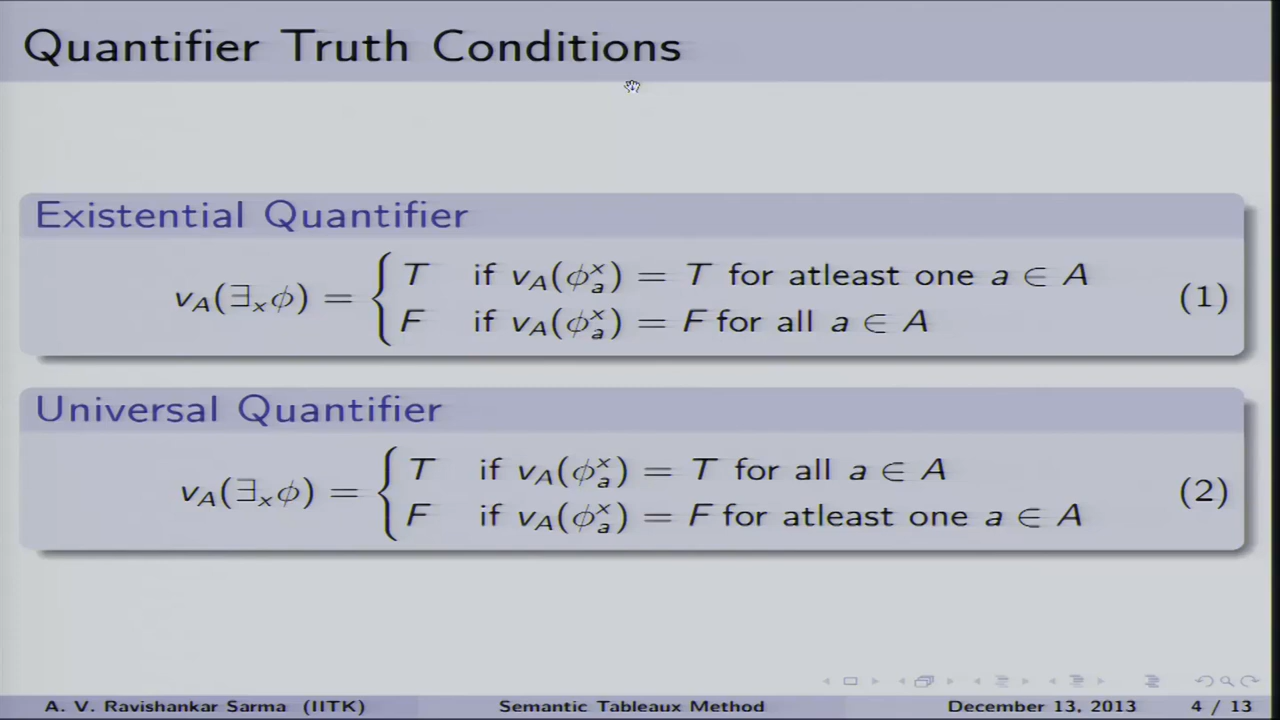 Quantifier Truth Conditions
Existential Quantifier
v_A(∃_xφ) = { T if v_A(φ^x_a) = T for atleast one a ∈ A
F if v_A(φ^x_a) = F for all a ∈ A (1)
Universal Quantifier
v_A(∃_xφ) = { T if v_A(φ^x_a) = T for all a ∈ A
F if v_A(φ^x_a) = F for atleast one a ∈ A (2)
A. V. Ravishankar Sarma (IITK) Semantic Tableaux Method December 13, 2013 4 / 13